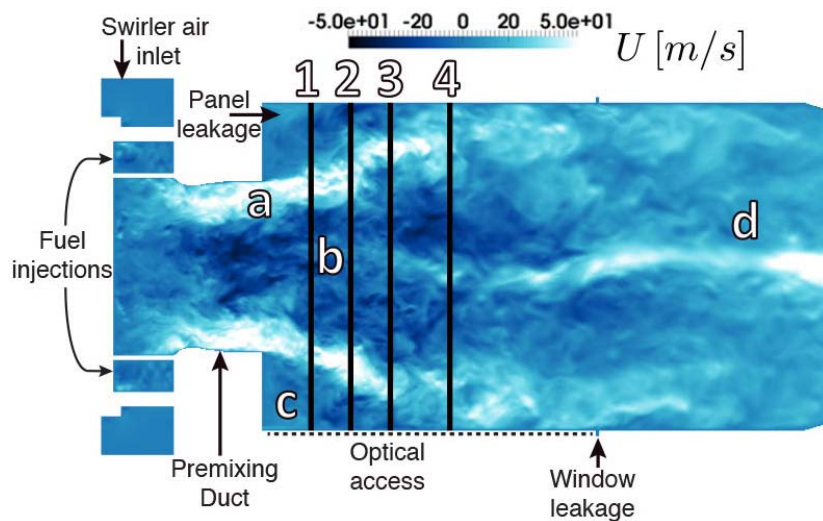 Swirler air
inlet
-5.0e+01 -20 0 20 5.0e+01
U [m/s]
1 2 3 4
Panel
leakage
a
b
Fuel
injections
d
c
Premixing
Duct
Optical
access
Window
leakage